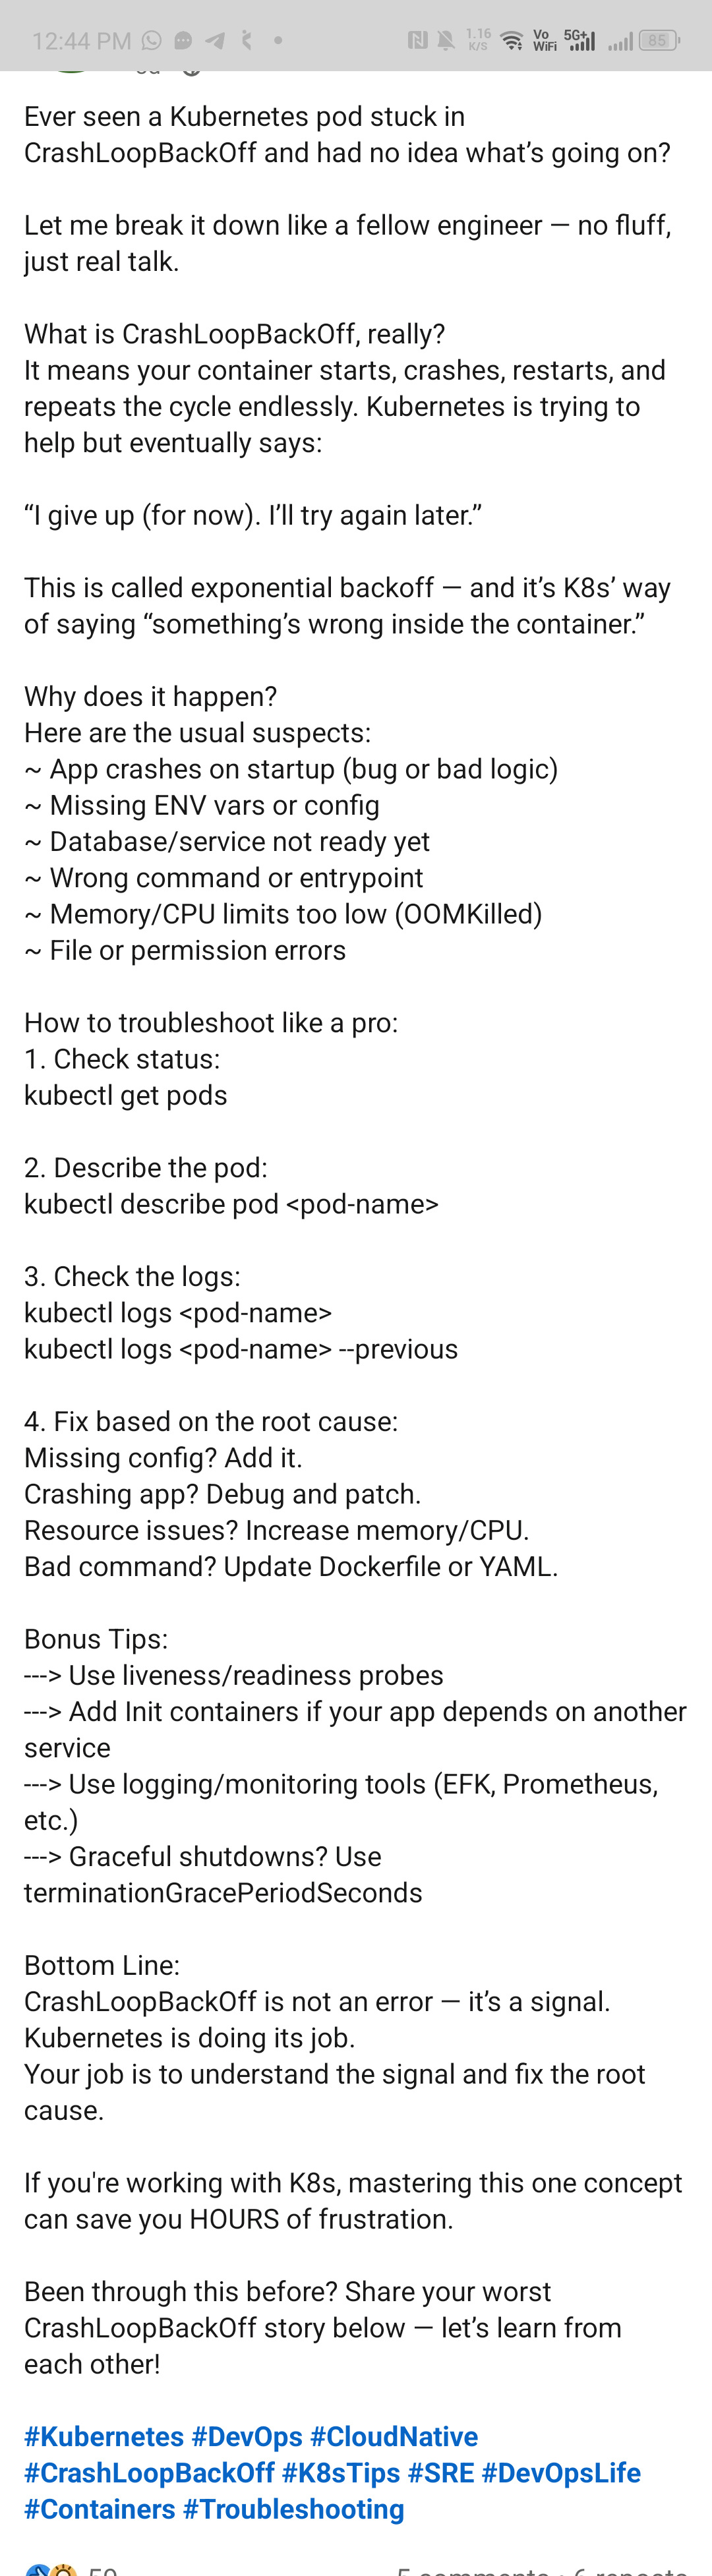 12:44 PM
1.16
K/S
Vo
WiFi
5G+
85
Ever seen a Kubernetes pod stuck in
CrashLoopBackOff and had no idea what’s going on?
Let me break it down like a fellow engineer — no fluff,
just real talk.
What is CrashLoopBackOff, really?
It means your container starts, crashes, restarts, and
repeats the cycle endlessly. Kubernetes is trying to
help but eventually says:
“I give up (for now). I’ll try again later.”
This is called exponential backoff — and it’s K8s’ way
of saying “something’s wrong inside the container.”
Why does it happen?
Here are the usual suspects:
~ App crashes on startup (bug or bad logic)
~ Missing ENV vars or config
~ Database/service not ready yet
~ Wrong command or entrypoint
~ Memory/CPU limits too low (OOMKilled)
~ File or permission errors
How to troubleshoot like a pro:
1. Check status:
kubectl get pods
2. Describe the pod:
kubectl describe pod <pod-name>
3. Check the logs:
kubectl logs <pod-name>
kubectl logs <pod-name> --previous
4. Fix based on the root cause:
Missing config? Add it.
Crashing app? Debug and patch.
Resource issues? Increase memory/CPU.
Bad command? Update Dockerfile or YAML.
Bonus Tips:
---> Use liveness/readiness probes
---> Add Init containers if your app depends on another
service
---> Use logging/monitoring tools (EFK, Prometheus,
etc.)
---> Graceful shutdowns? Use
terminationGracePeriodSeconds
Bottom Line:
CrashLoopBackOff is not an error — it’s a signal.
Kubernetes is doing its job.
Your job is to understand the signal and fix the root
cause.
If you're working with K8s, mastering this one concept
can save you HOURS of frustration.
Been through this before? Share your worst
CrashLoopBackOff story below — let’s learn from
each other!
#Kubernetes #DevOps #CloudNative
#CrashLoopBackOff #K8sTips #SRE #DevOpsLife
#Containers #Troubleshooting
5 comments • 6 reposts